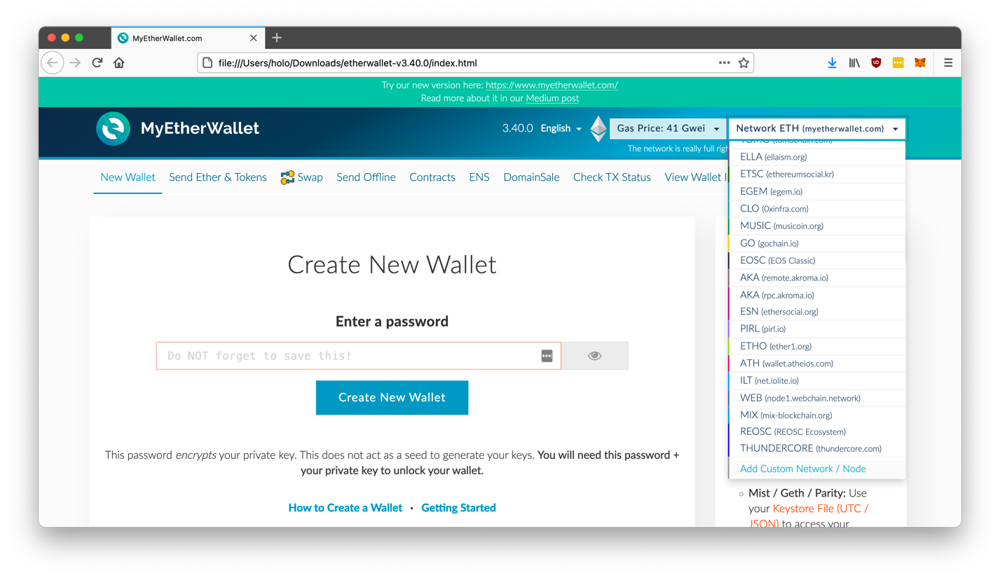 MyEtherWallet.com
file:///Users/holo/Downloads/etherwallet-v3.40.0/index.html
Try our new version here: https://www.myetherwallet.com/
Read more about it in our Medium post
MyEtherWallet
3.40.0 English
Gas Price: 41 Gwei
Network ETH (myetherwallet.com)
The network is really full
New Wallet Send Ether & Tokens Swap Send Offline Contracts ENS DomainSale Check TX Status View Wallet
ELLA (ellaism.org)
ETSC (ethereumsocial.kr)
EGEM (egem.io)
CLO (0xinfra.com)
MUSIC (musicoin.org)
GO (gochain.io)
EOSC (EOS Classic)
AKA (remote.akroma.io)
AKA (rpc.akroma.io)
ESN (ethersocial.org)
PIRL (pirl.io)
ETHO (ether1.org)
ATH (wallet.atheios.com)
ILT (net.iolite.io)
WEB (node1.webchain.network)
MIX (mix-blockchain.org)
REOSC (REOSC Ecosystem)
THUNDERCORE (thundercore.com)
Add Custom Network / Node
Create New Wallet
Enter a password
Do NOT forget to save this!
Create New Wallet
This password encrypts your private key. This does not act as a seed to generate your keys. You will need this password +
your private key to unlock your wallet.
How to Create a Wallet • Getting Started
Mist / Geth / Parity: Use
your Keystore File (UTC /
JSON) to access your